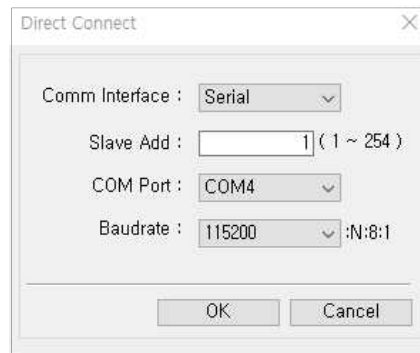 Direct Connect
Comm Interface : Serial
Slave Add : 1 ( 1 ~ 254 )
COM Port : COM4
Baudrate : 115200 :N:8:1
OK Cancel